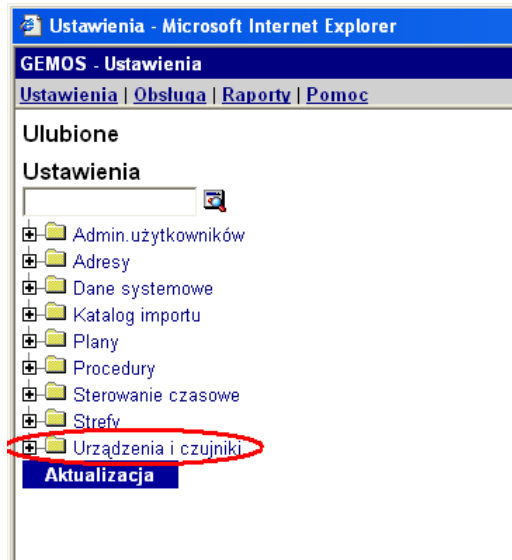 Ustawienia - Microsoft Internet Explorer
GEMOS - Ustawienia
Ustawienia | Obsługa | Raporty | Pomoc
Ulubione
Ustawienia
Admin.użytkowników
Adresy
Dane systemowe
Katalog importu
Plany
Procedury
Sterowanie czasowe
Strefy
Urządzenia i czujniki
Aktualizacja